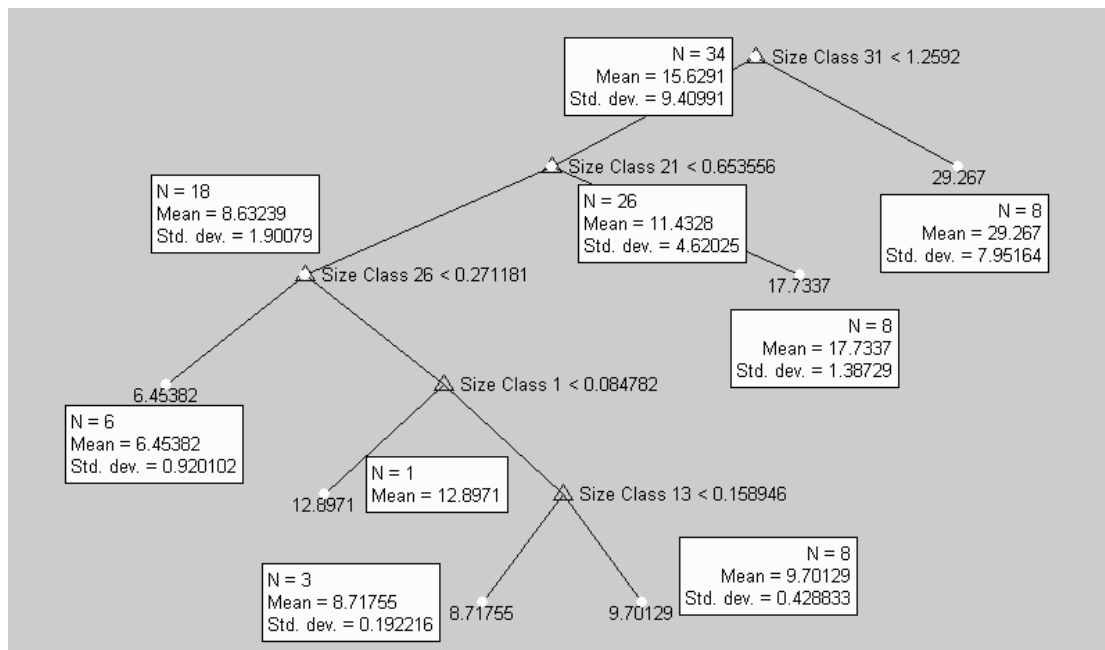 N = 34
Mean = 15.6291
Std. dev. = 9.40991
Size Class 31 < 1.2592
Size Class 21 < 0.653556
29.267
N = 18
Mean = 8.63239
Std. dev. = 1.90079
N = 26
Mean = 11.4328
Std. dev. = 4.62025
N = 8
Mean = 29.267
Std. dev. = 7.95164
Size Class 26 < 0.271181
17.7337
N = 8
Mean = 17.7337
Std. dev. = 1.38729
6.45382
Size Class 1 < 0.084782
N = 6
Mean = 6.45382
Std. dev. = 0.920102
N = 1
Mean = 12.8971
12.8971
Size Class 13 < 0.158946
N = 3
Mean = 8.71755
Std. dev. = 0.192216
8.71755
9.70129
N = 8
Mean = 9.70129
Std. dev. = 0.428833